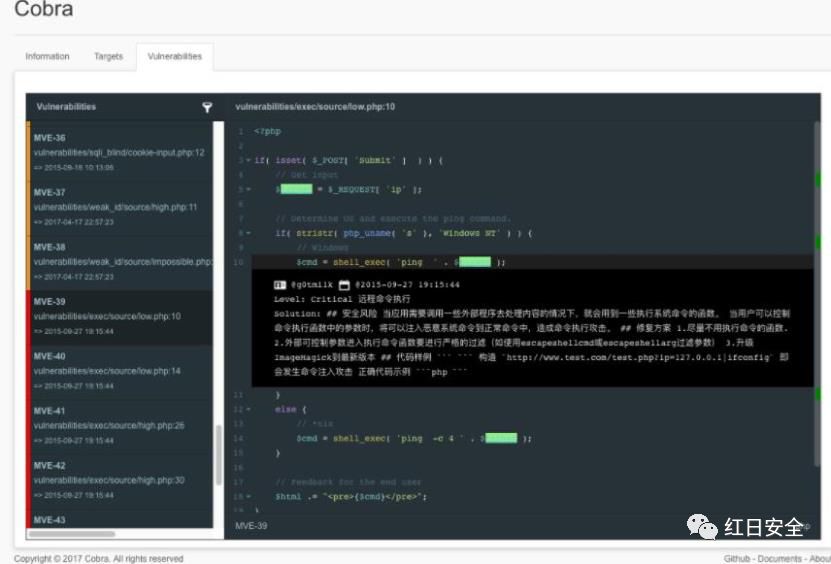 Cobra
Information Targets Vulnerabilities
Vulnerabilities
MVE-36
vulnerabilities/sqli_blind/cookie-input.php:12
=> 2015-09-16 10:13:06
MVE-37
vulnerabilities/weak_id/source/high.php:11
=> 2017-04-17 22:57:23
MVE-38
vulnerabilities/weak_id/source/impossible.php:
=> 2017-04-17 22:57:23
MVE-39
vulnerabilities/exec/source/low.php:10
=> 2015-09-27 19:15:44
MVE-40
vulnerabilities/exec/source/low.php:14
=> 2015-09-27 19:15:44
MVE-41
vulnerabilities/exec/source/high.php:26
=> 2015-09-27 19:15:44
MVE-42
vulnerabilities/exec/source/high.php:30
=> 2015-09-27 19:15:44
MVE-43
vulnerabilities/exec/source/low.php:10
1 <?php
2
3 if( isset( $_POST[ 'Submit' ] ) ) {
4 // Get input
5 $ = $_REQUEST[ 'ip' ];
6
7 // Determine OS and execute the ping command.
8 if( stristr( php_uname( 's' ), 'Windows NT' ) ) {
9 // Windows
10 $cmd = shell_exec( 'ping ' . $ );
@g0tmilk @2015-09-27 19:15:44
Level: Critical 远程命令执行
Solution: ## 安全风险 当应用需要调用一些外部程序去处理内容的情况下，就会用到一些执行系统命令的函数。 当用户可以控制
命令执行函数中的参数时，将可以注入恶意系统命令到正常命令中，造成命令执行攻击。 ## 修复方案 1.尽量不用执行命令的函数.
2.外部可控制参数进入执行命令函数要进行严格的过滤（如使用escapeshellcmd或escapeshellarg过滤参数） 3.升级
ImageMagick到最新版本 ## 代码样例 ``` ``` 构造 `http://www.test.com/test.php?ip=127.0.0.1|ifconfig` 即
会发生命令注入攻击 正确代码示例 ```php ```
11 }
12 else {
13 // *nix
14 $cmd = shell_exec( 'ping -c 4 ' . $ );
15 }
16
17 // Feedback for the end user
18 $html .= "<pre>{$cmd}</pre>";
19 }
MVE-39
红日安全
Copyright © 2017 Cobra. All rights reserved
Github - Documents - Abou